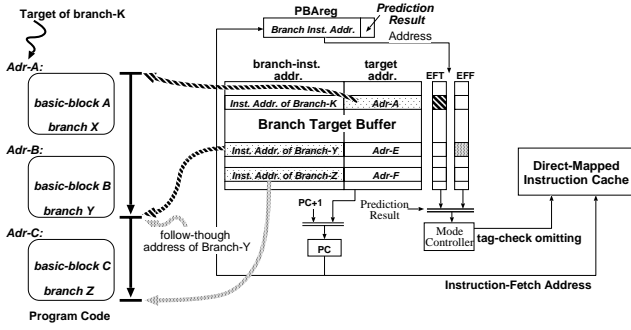 Target of branch-K
Adr-A:
basic-block A
branch X
Adr-B:
basic-block B
branch Y
Adr-C:
basic-block C
branch Z
Program Code
follow-though
address of Branch-Y
PBAreg
Prediction
Result
Branch Inst. Addr.
Address
branch-inst.
addr.
target
addr.
EFT
EFF
Inst. Addr. of Branch-K
Adr-A
Branch Target Buffer
Inst. Addr. of Branch-Y
Adr-E
Inst. Addr. of Branch-Z
Adr-F
PC+1
PC
Prediction
Result
Mode
Controller
tag-check omitting
Direct-Mapped
Instruction Cache
Instruction-Fetch Address